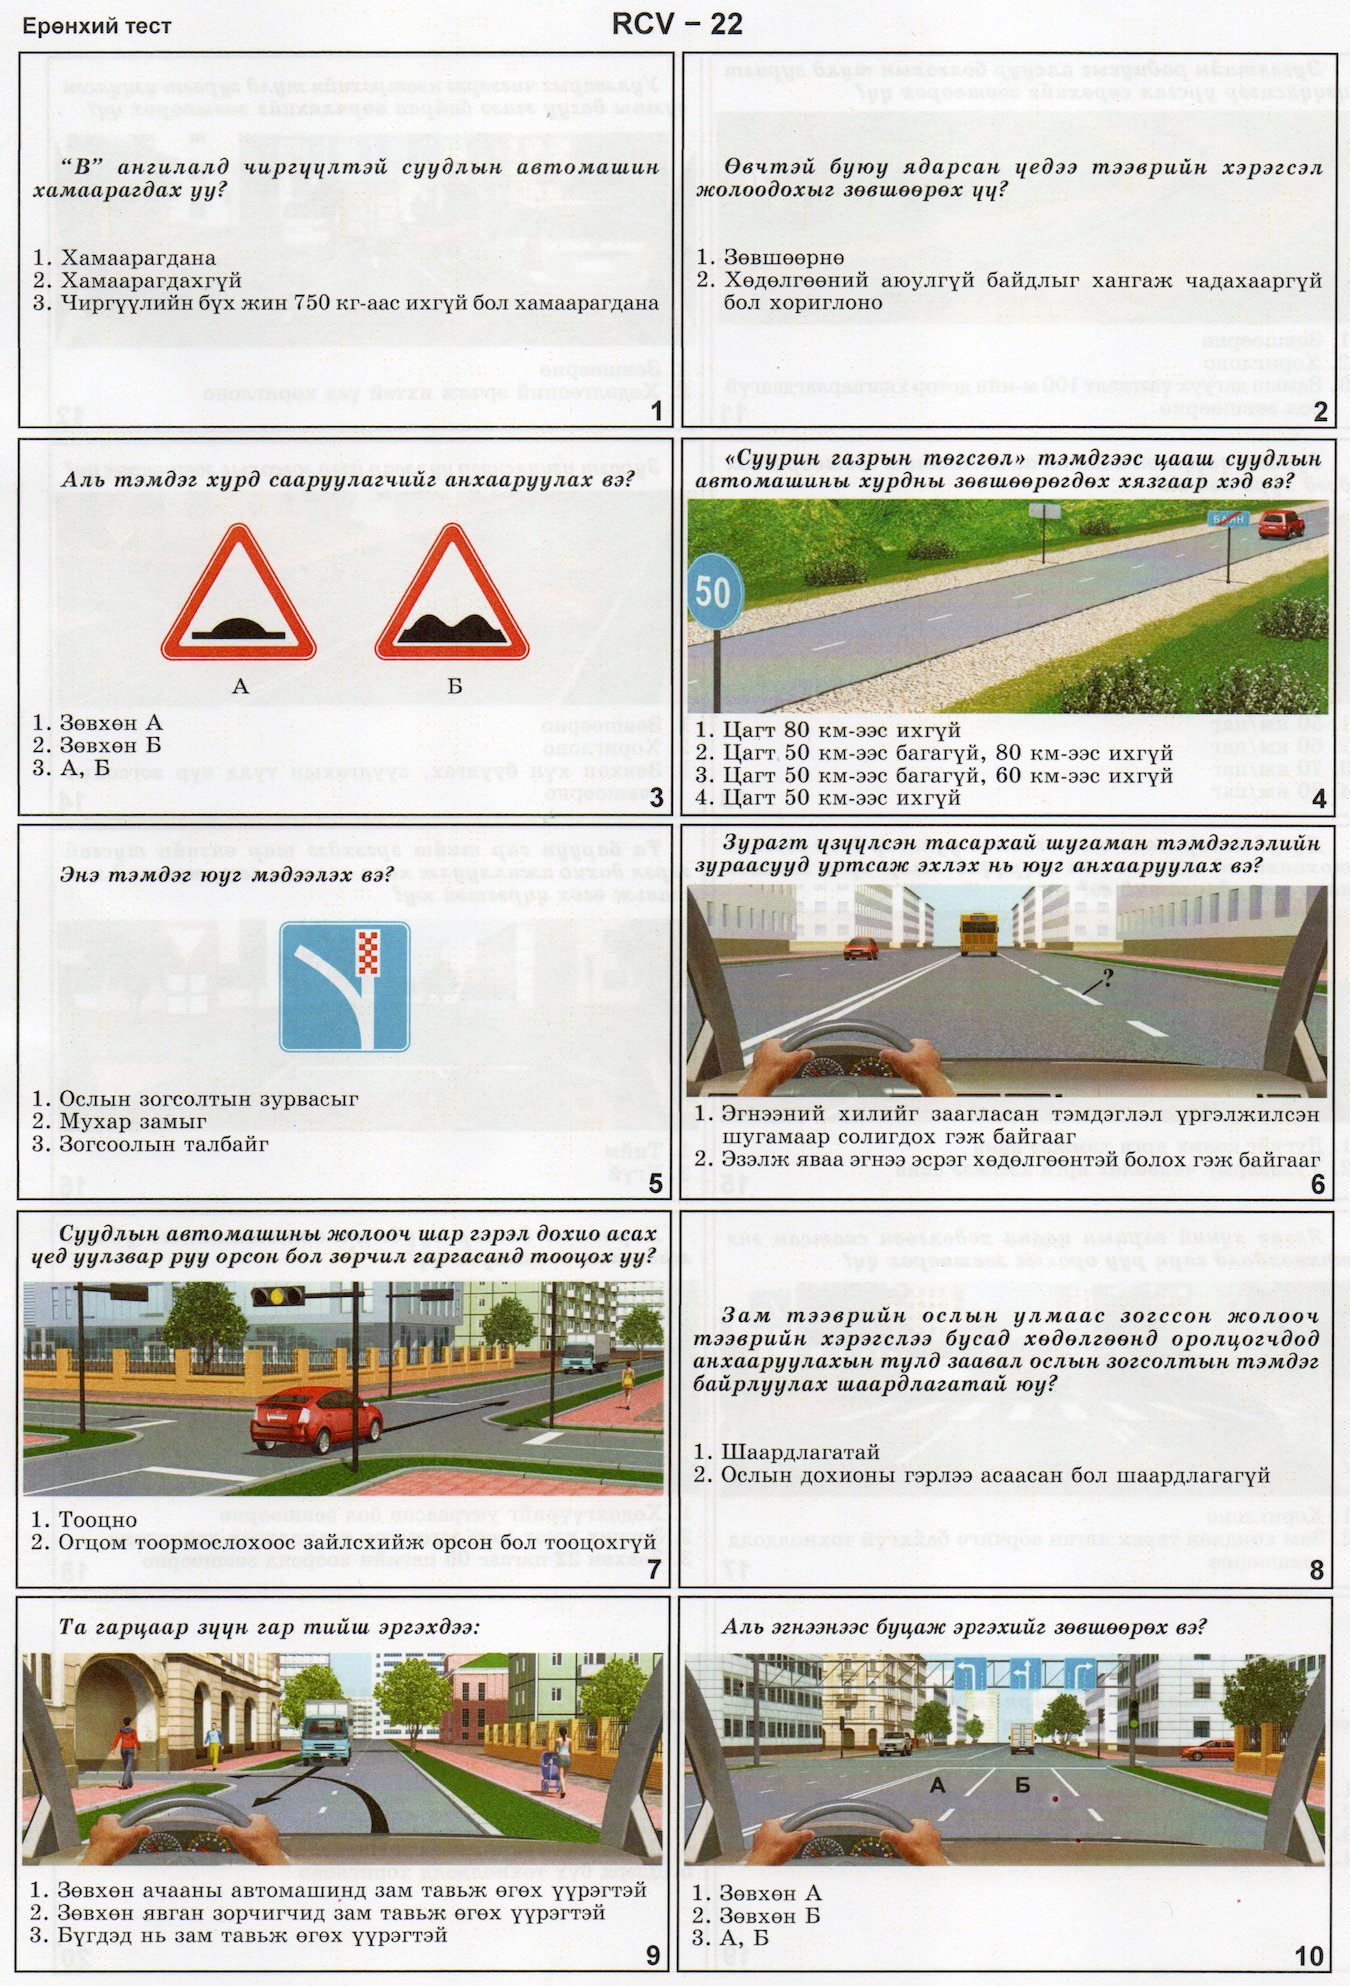 Ерөнхий тест
RCV – 22
“B” ангилалд чиргүүлтэй суудлын автомашин
хамаарагдах уу?
1. Хамаарагдана
2. Хамаарагдахгүй
3. Чиргүүлийн бүх жин 750 кг-аас ихгүй бол хамаарагдана
1
Өвчтэй буюу ядарсан үедээ тээврийн хэрэгсэл
жолоодохыг зөвшөөрөх үү?
1. Зөвшөөрнө
2. Хөдөлгөөний аюулгүй байдлыг хангаж чадахааргүй
бол хориглоно
2
Аль тэмдэг хурд сааруулагчийг анхааруулах вэ?
А
Б
1. Зөвхөн А
2. Зөвхөн Б
3. А, Б
3
«Суурин газрын төгсгөл» тэмдгээс цааш суудлын
автомашины хурдны зөвшөөрөгдөх хязгаар хэд вэ?
БАЯН
50
1. Цагт 80 км-ээс ихгүй
2. Цагт 50 км-ээс багагүй, 80 км-ээс ихгүй
3. Цагт 50 км-ээс багагүй, 60 км-ээс ихгүй
4. Цагт 50 км-ээс ихгүй
4
Энэ тэмдэг юуг мэдээлэх вэ?
1. Ослын зогсолтын зурвасыг
2. Мухар замыг
3. Зогсоолын талбайг
5
Зурагт үзүүлсэн тасархай шугаман тэмдэглэлийн
зураасууд уртсаж эхлэх нь юуг анхааруулах вэ?
?
1. Эгнээний хилийг заагласан тэмдэглэл үргэлжилсэн
шугамаар солигдох гэж байгааг
2. Эзэлж яваа эгнээ эсрэг хөдөлгөөнтэй болох гэж байгааг
6
Суудлын автомашины жолооч шар гэрэл дохио асах
үед уулзвар руу орсон бол зөрчил гаргасанд тооцох уу?
1. Тооцно
2. Огцом тоормослохоос зайлсхийж орсон бол тооцохгүй
7
Зам тээврийн ослын улмаас зогссон жолооч
тээврийн хэрэгслээ бусад хөдөлгөөнд оролцогчдод
анхааруулахын тулд заавал ослын зогсолтын тэмдэг
байрлуулах шаардлагатай юу?
1. Шаардлагатай
2. Ослын дохионы гэрлээ асаасан бол шаардлагагүй
8
Та гарцаар зүүн гар тийш эргэхдээ:
1. Зөвхөн ачааны автомашинд зам тавьж өгөх үүрэгтэй
2. Зөвхөн явган зорчигчид зам тавьж өгөх үүрэгтэй
3. Бүгдэд нь зам тавьж өгөх үүрэгтэй
9
Аль эгнээнээс буцаж эргэхийг зөвшөөрөх вэ?
А
Б
1. Зөвхөн А
2. Зөвхөн Б
3. А, Б
10